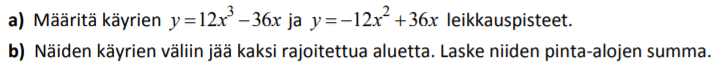 a) Määritä käyrien y=12x³−36x ja y=−12x²+36x leikkauspisteet.
b) Näiden käyrien väliin jää kaksi rajoitettua aluetta. Laske niiden pinta-alojen summa.